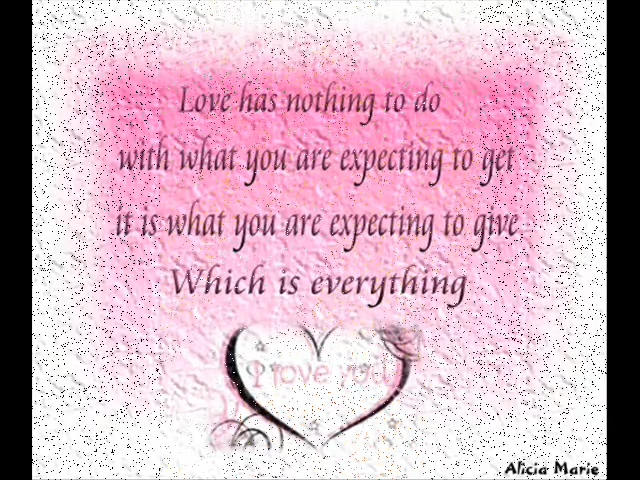 Love has nothing to do
with what you are expecting to get
it is what you are expecting to give
Which is everything
I love you
Alicia Marie